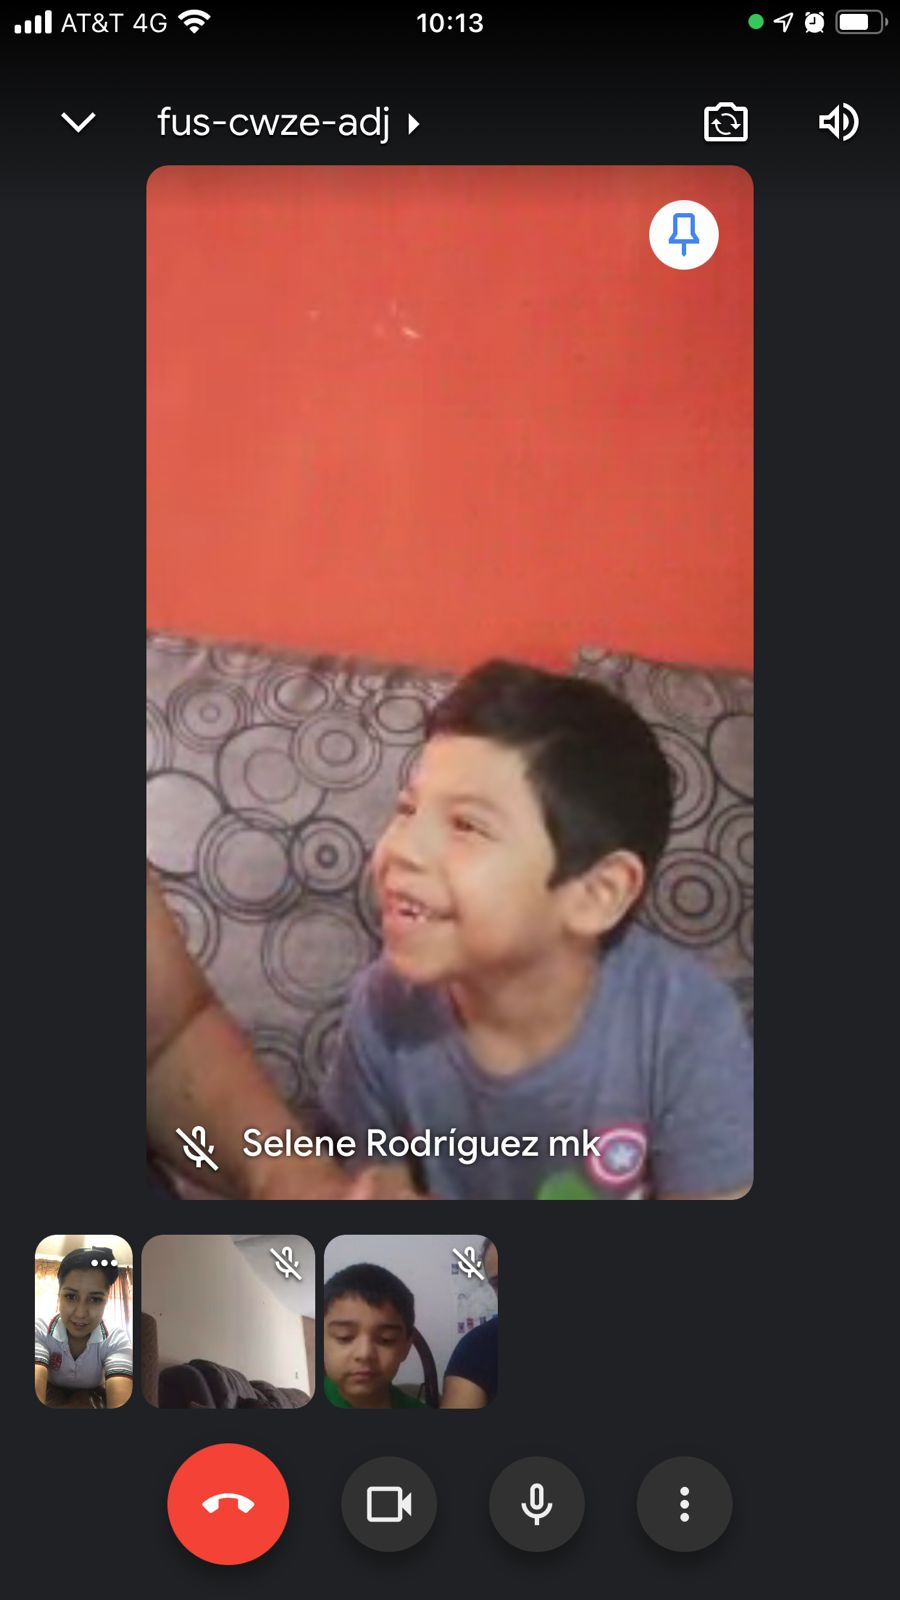 AT&T 4G 10:13
fus-cwze-adj
Selene Rodríguez mk